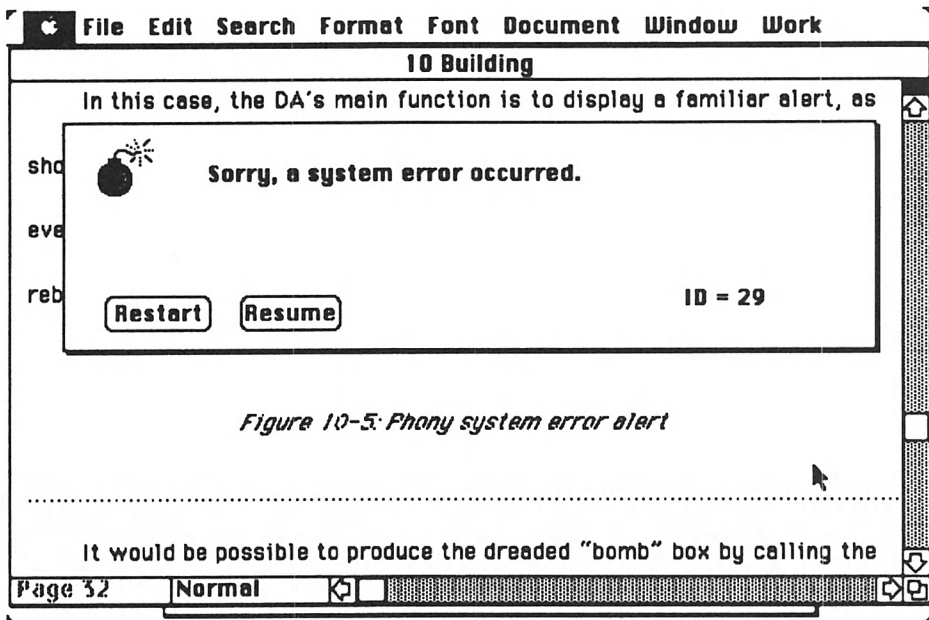 File Edit Search Format Font Document Window Work
10 Building
In this case, the DA's main function is to display a familiar alert, as
sho
Sorry, a system error occurred.
eve
reb
Restart Resume ID = 29
Figure 10-5: Phony system error alert
It would be possible to produce the dreaded "bomb" box by calling the
Page 32 Normal